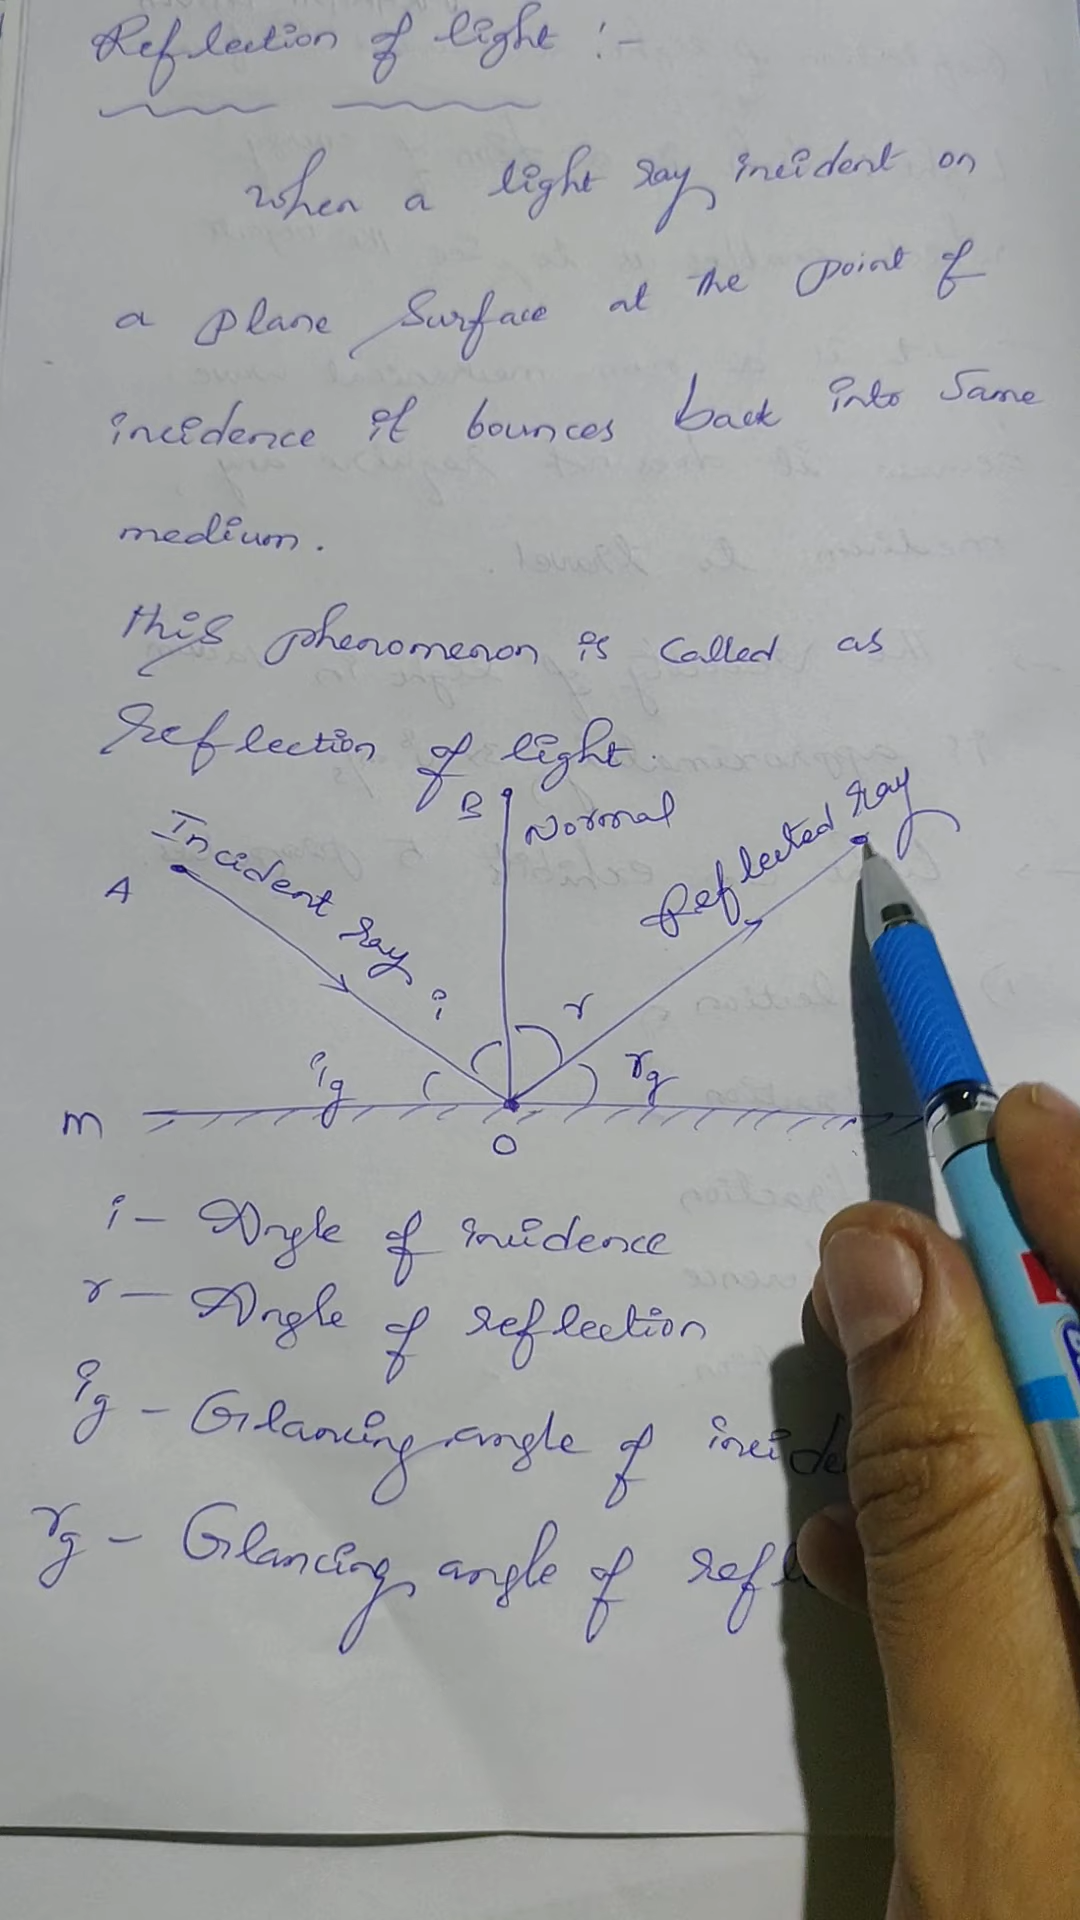 Reflection of light :-
when a light ray incident on
a plane surface at the point of
incidence it bounces back into same
medium.
this phenomenon is called as
reflection of light.
B Normal
Incident ray
Reflected ray
A
i r
ig rg
M
O
i - Angle of incidence
r - Angle of reflection
ig - Glancing angle of incide
rg - Glancing angle of refl